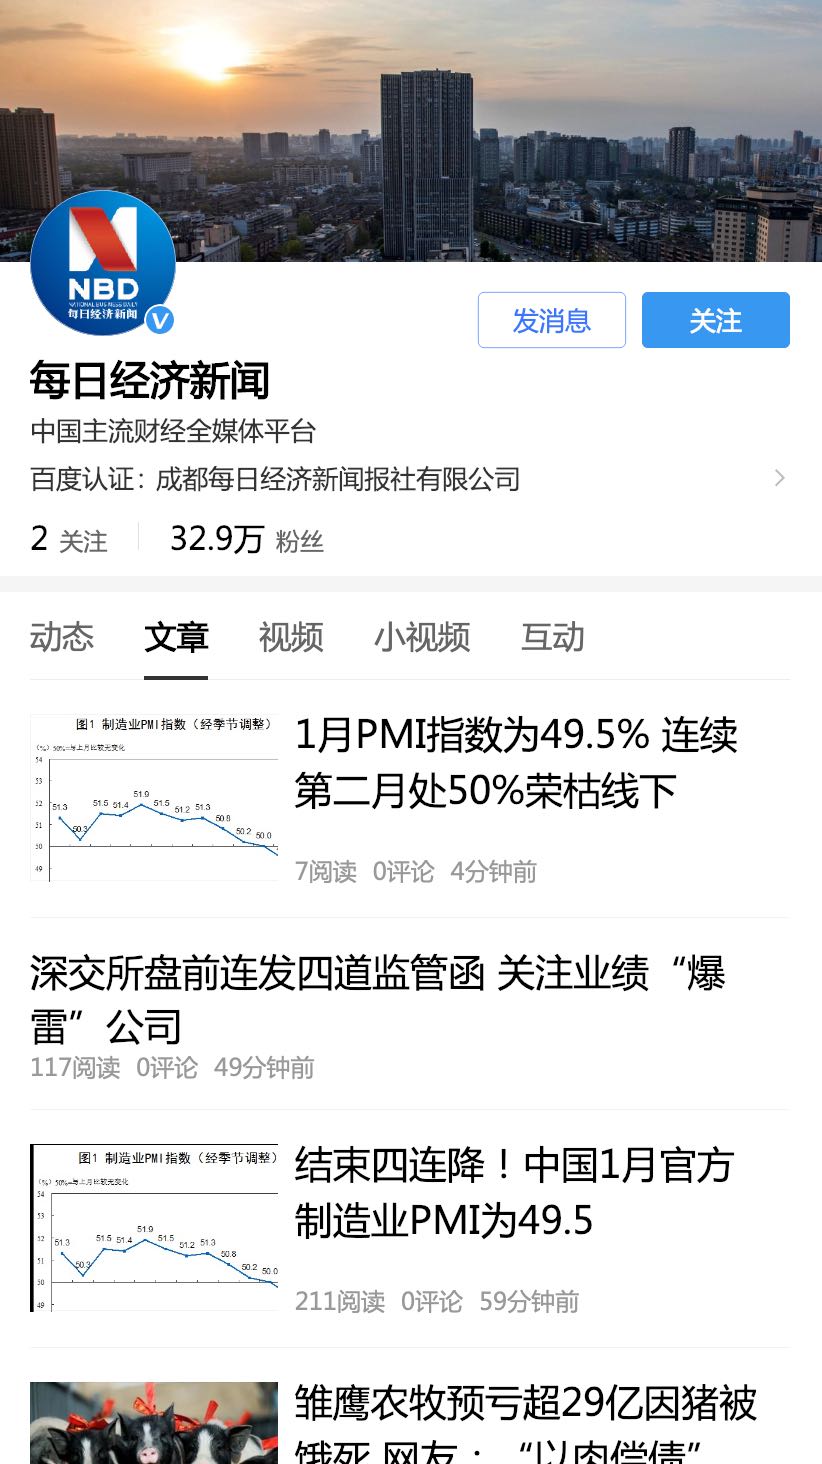 NBD
NATIONAL BUSINESS DAILY
每日经济新闻
V
发消息
关注
每日经济新闻
中国主流财经全媒体平台
百度认证：成都每日经济新闻报社有限公司
2 关注
32.9万 粉丝
动态 文章 视频 小视频 互动
图1 制造业PMI指数（经季节调整）
(%) 50%=与上月比较无变化
54
53
52
51
50
49
51.3 50.3 51.5 51.4 51.9 51.5 51.2 51.3 50.8 50.2 50.0
1月PMI指数为49.5% 连续
第二月处50%荣枯线下
7阅读 0评论 4分钟前
深交所盘前连发四道监管函 关注业绩“爆
雷”公司
117阅读 0评论 49分钟前
图1 制造业PMI指数（经季节调整）
(%) 50%=与上月比较无变化
54
53
52
51
50
49
51.3 50.3 51.5 51.4 51.9 51.5 51.2 51.3 50.8 50.2 50.0
结束四连降！中国1月官方
制造业PMI为49.5
211阅读 0评论 59分钟前
雏鹰农牧预亏超29亿因猪被
饿死 网友：“以肉偿债”